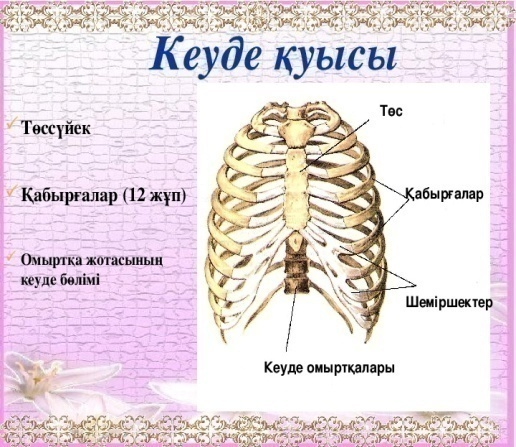 Кеуде қуысы
Төссүйек
Қабырғалар (12 жұп)
Омыртқа жотасының
кеуде бөлімі
Төс
Қабырғалар
Шеміршектер
Кеуде омыртқалары